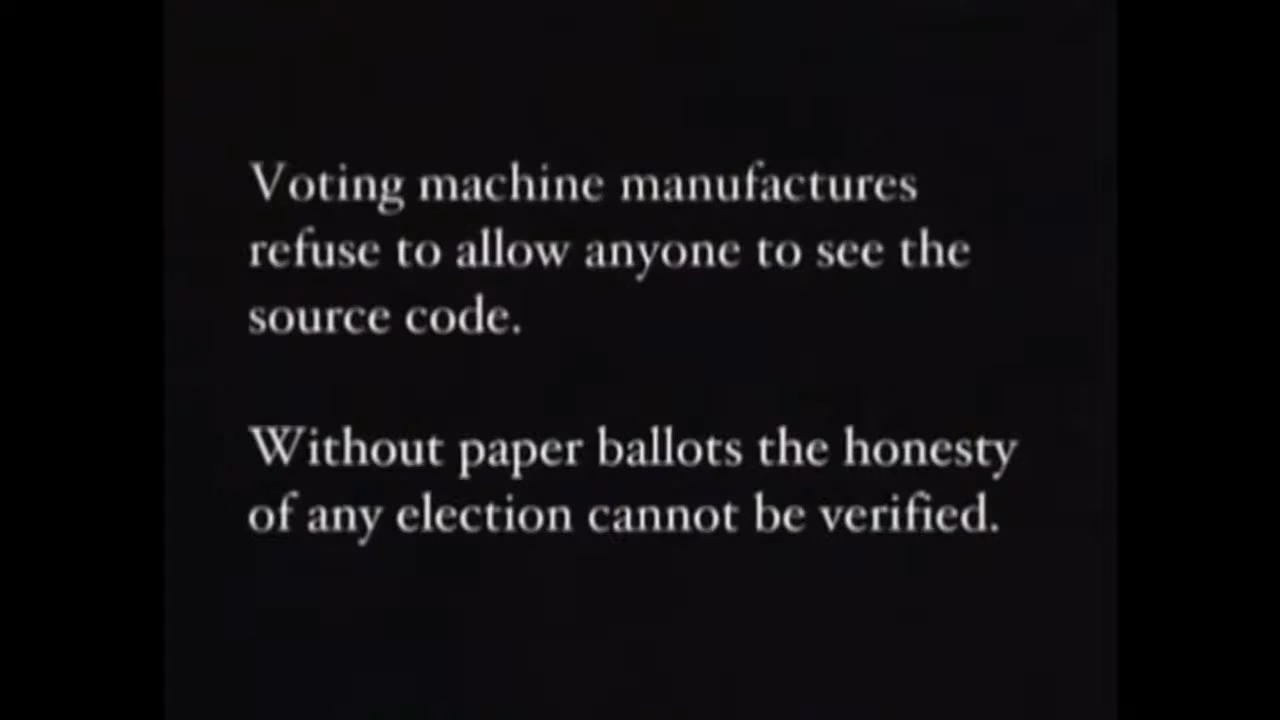 Voting machine manufactures
refuse to allow anyone to see the
source code.
Without paper ballots the honesty
of any election cannot be verified.